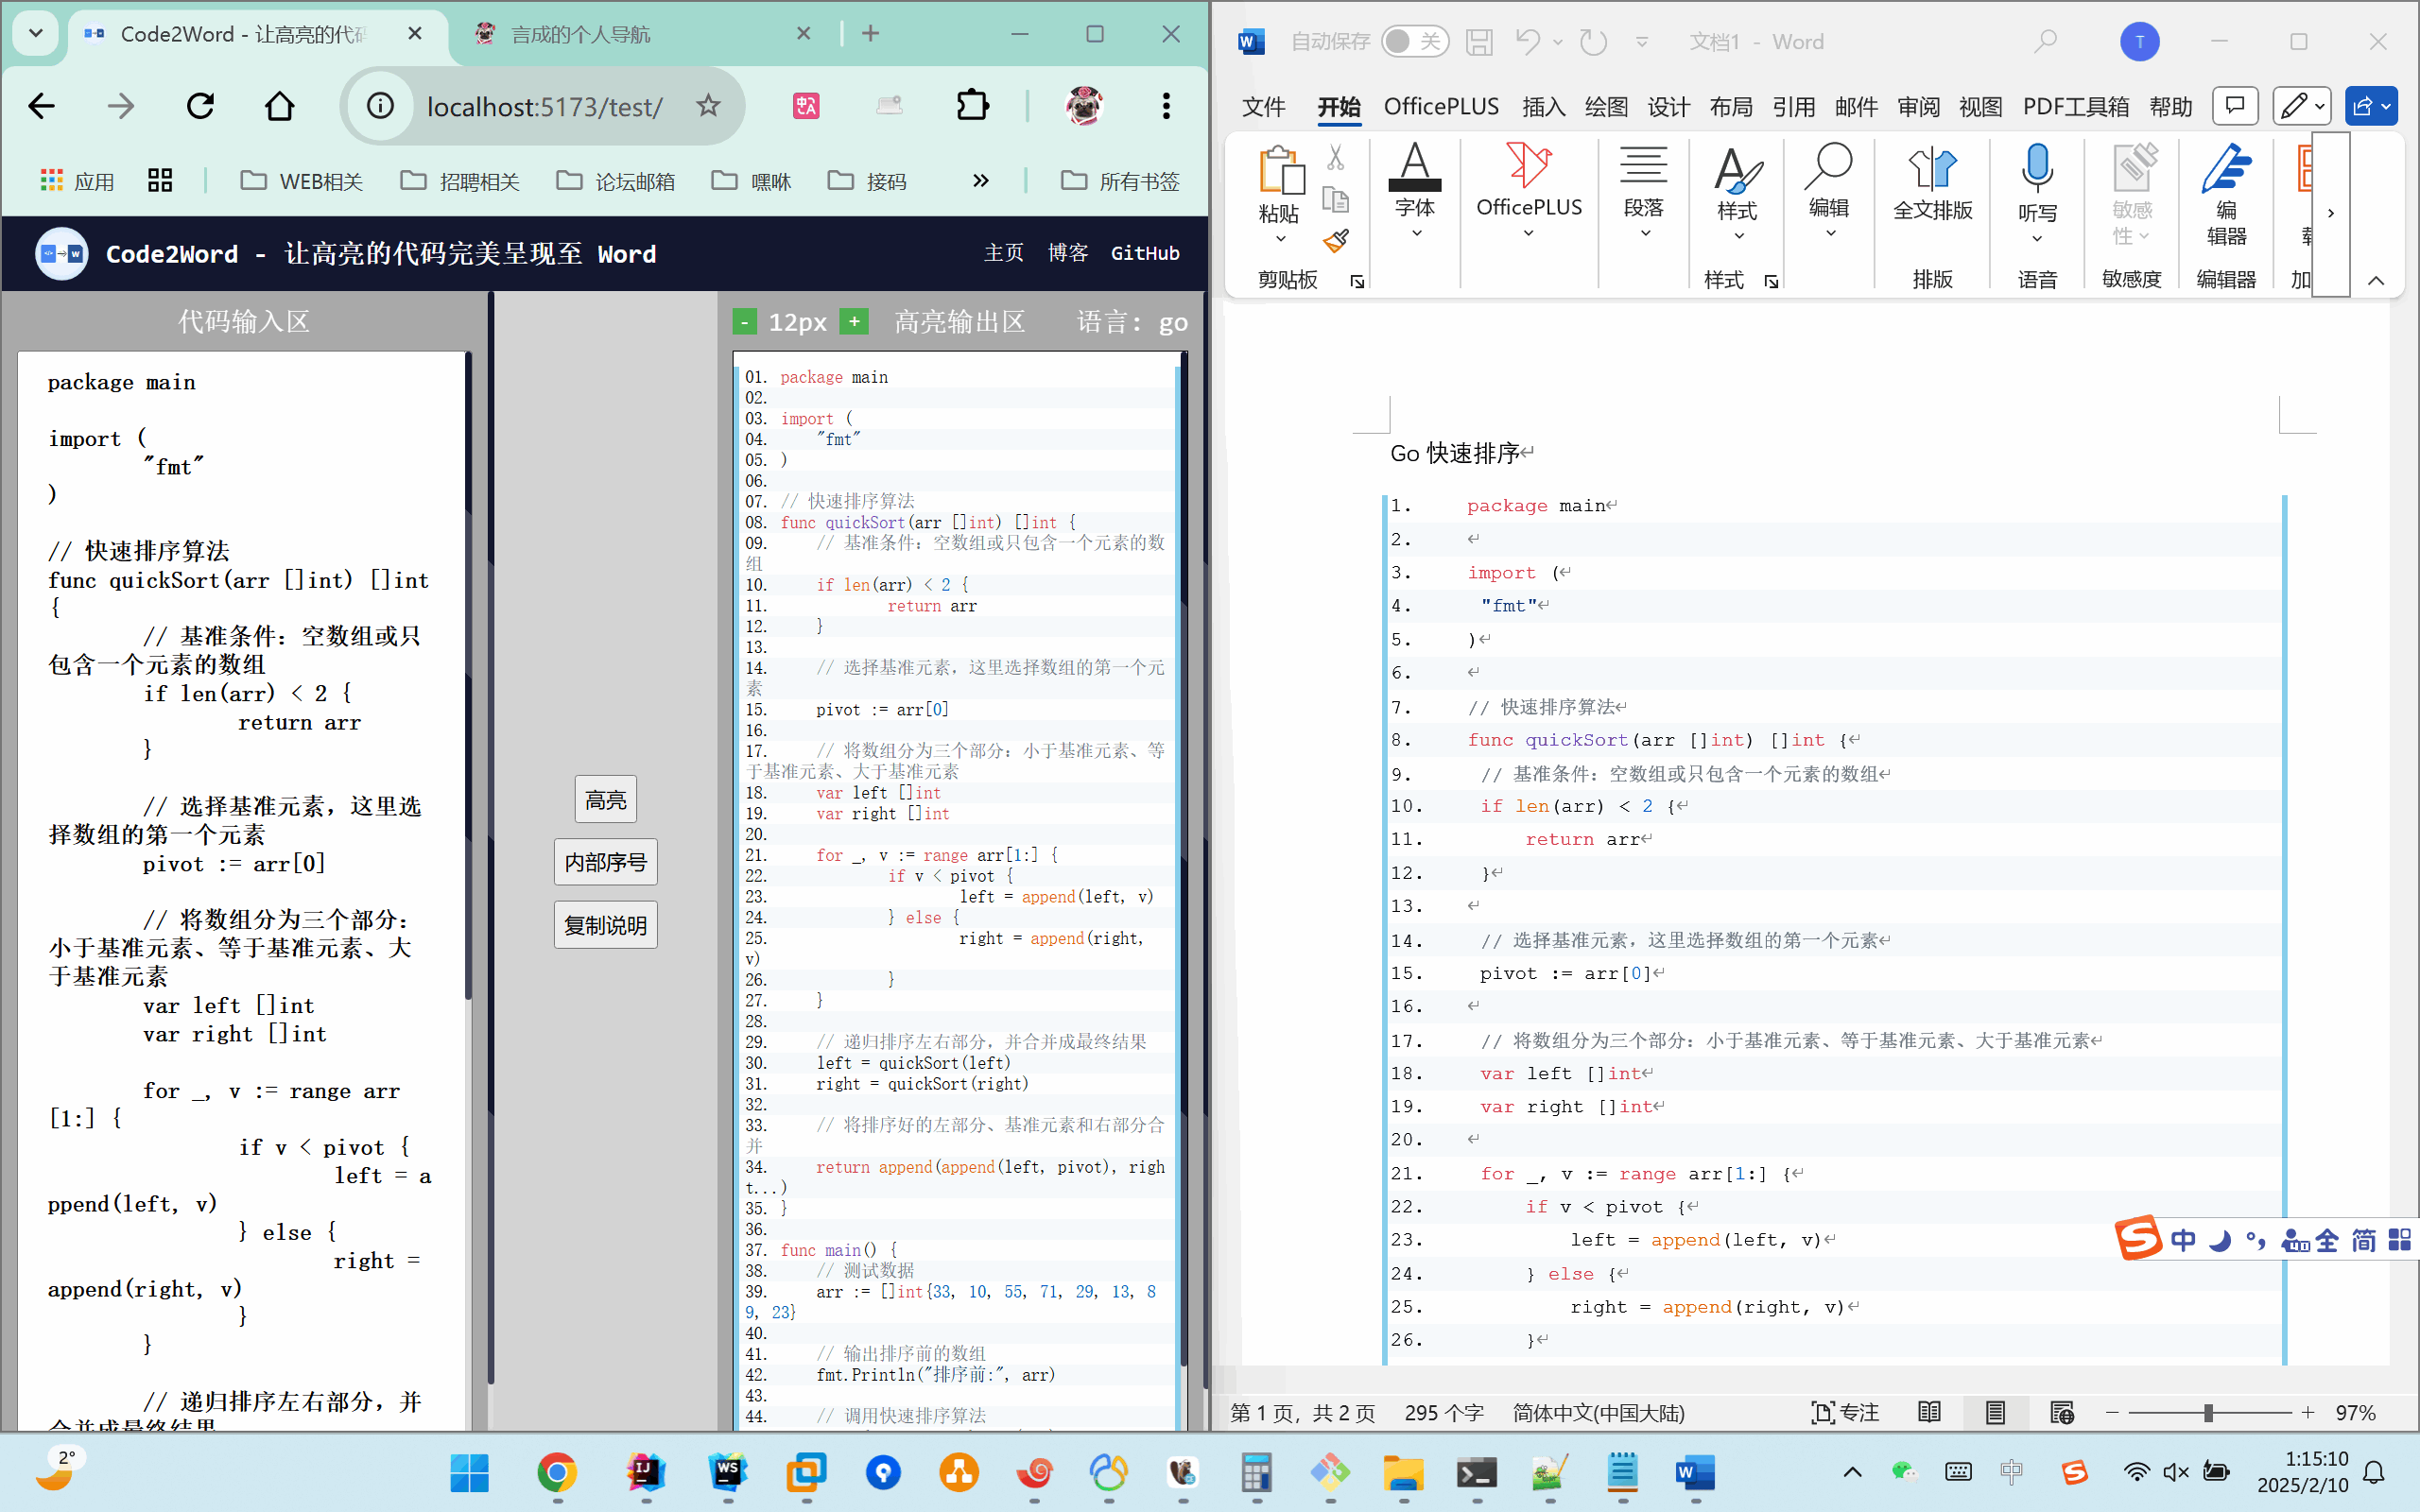 Code2Word - 让高亮的代码
言成的个人导航
localhost:5173/test/
应用
WEB相关
招聘相关
论坛邮箱
嘿咻
接码
所有书签
Code2Word - 让高亮的代码完美呈现至 Word
主页 博客 GitHub
代码输入区
package main
import (
"fmt"
)
// 快速排序算法
func quickSort(arr []int) []int
{
// 基准条件：空数组或只
包含一个元素的数组
if len(arr) < 2 {
return arr
}
// 选择基准元素，这里选
择数组的第一个元素
pivot := arr[0]
// 将数组分为三个部分：
小于基准元素、等于基准元素、大
于基准元素
var left []int
var right []int
for _, v := range arr
[1:] {
if v < pivot {
left = a
ppend(left, v)
} else {
right =
append(right, v)
}
}
// 递归排序左右部分，并
合并成最终结果
高亮
内部序号
复制说明
- 12px + 高亮输出区 语言: go
01. package main
02.
03. import (
04. "fmt"
05. )
06.
07. // 快速排序算法
08. func quickSort(arr []int) []int {
09. // 基准条件：空数组或只包含一个元素的数
组
10. if len(arr) < 2 {
11. return arr
12. }
13.
14. // 选择基准元素，这里选择数组的第一个元
素
15. pivot := arr[0]
16.
17. // 将数组分为三个部分：小于基准元素、等
于基准元素、大于基准元素
18. var left []int
19. var right []int
20.
21. for _, v := range arr[1:] {
22. if v < pivot {
23. left = append(left, v)
24. } else {
25. right = append(right,
v)
26. }
27. }
28.
29. // 递归排序左右部分，并合并成最终结果
30. left = quickSort(left)
31. right = quickSort(right)
32.
33. // 将排序好的左部分、基准元素和右部分合
并
34. return append(append(left, pivot), righ
t...)
35. }
36.
37. func main() {
38. // 测试数据
39. arr := []int{33, 10, 55, 71, 29, 13, 8
9, 23}
40.
41. // 输出排序前的数组
42. fmt.Println("排序前:", arr)
43.
44. // 调用快速排序算法
自动保存 关
文档1 - Word
T
文件 开始 OfficePLUS 插入 绘图 设计 布局 引用 邮件 审阅 视图 PDF工具箱 帮助
粘贴
字体
OfficePLUS
段落
样式
编辑
全文排版
听写
敏感
性
编
辑器
剪贴板 样式 排版 语音 敏感度 编辑器 加
Go 快速排序↵
1. package main↵
2. ↵
3. import (↵
4. "fmt"↵
5. )↵
6. ↵
7. // 快速排序算法↵
8. func quickSort(arr []int) []int {↵
9. // 基准条件：空数组或只包含一个元素的数组↵
10. if len(arr) < 2 {↵
11. return arr↵
12. }↵
13. ↵
14. // 选择基准元素，这里选择数组的第一个元素↵
15. pivot := arr[0]↵
16. ↵
17. // 将数组分为三个部分：小于基准元素、等于基准元素、大于基准元素↵
18. var left []int↵
19. var right []int↵
20. ↵
21. for _, v := range arr[1:] {↵
22. if v < pivot {↵
23. left = append(left, v)↵
24. } else {↵
25. right = append(right, v)↵
26. }↵
中 全 简
第 1 页，共 2 页 295 个字 简体中文(中国大陆) 专注 97%
2°
中
1:15:10
2025/2/10